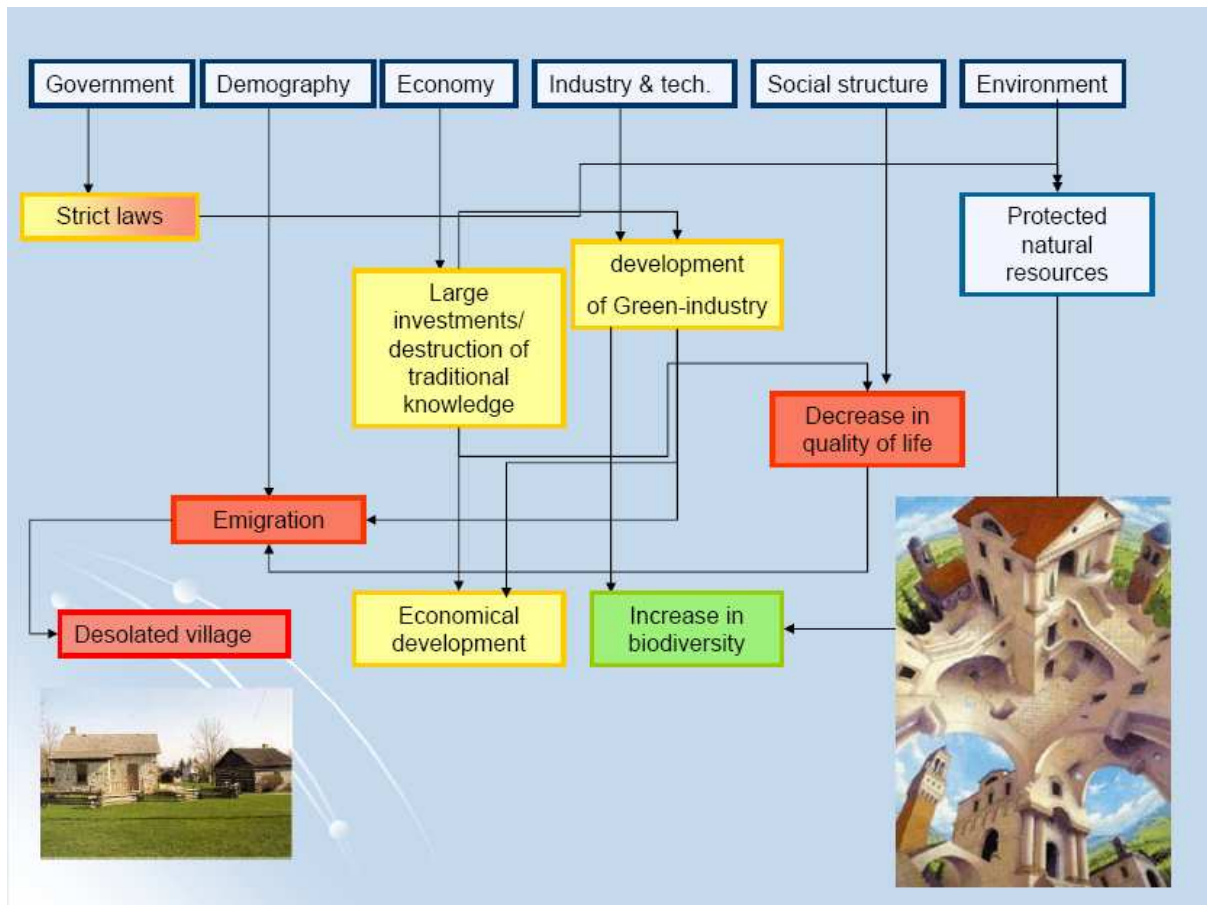 Government
Demography
Economy
Industry & tech.
Social structure
Environment
Strict laws
Protected
natural
resources
development
of Green-industry
Large
investments/
destruction of
traditional
knowledge
Decrease in
quality of life
Emigration
Economical
development
Increase in
biodiversity
Desolated village